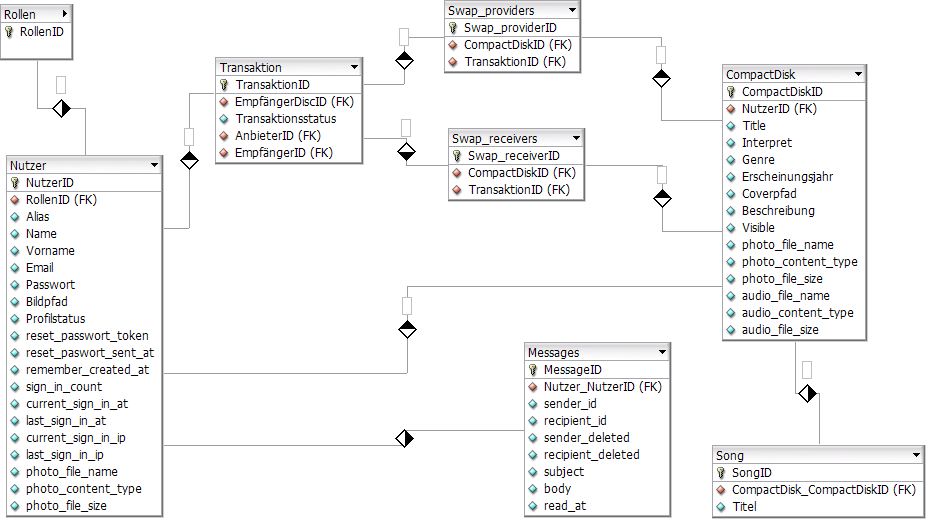 Rollen
RollenID
Transaktion
TransaktionID
EmpfängerDiscID (FK)
Transaktionsstatus
AnbieterID (FK)
EmpfängerID (FK)
Swap_providers
Swap_providerID
CompactDiskID (FK)
TransaktionID (FK)
Swap_receivers
Swap_receiverID
CompactDiskID (FK)
TransaktionID (FK)
CompactDisk
CompactDiskID
NutzerID (FK)
Title
Interpret
Genre
Erscheinungsjahr
Coverpfad
Beschreibung
Visible
photo_file_name
photo_content_type
photo_file_size
audio_file_name
audio_content_type
audio_file_size
Nutzer
NutzerID
RollenID (FK)
Alias
Name
Vorname
Email
Passwort
Bildpfad
Profilstatus
reset_passwort_token
reset_paswort_sent_at
remember_created_at
sign_in_count
current_sign_in_at
last_sign_in_at
current_sign_in_ip
last_sign_in_ip
photo_file_name
photo_content_type
photo_file_size
Messages
MessageID
Nutzer_NutzerID (FK)
sender_id
recipient_id
sender_deleted
recipient_deleted
subject
body
read_at
Song
SongID
CompactDisk_CompactDiskID (FK)
Titel